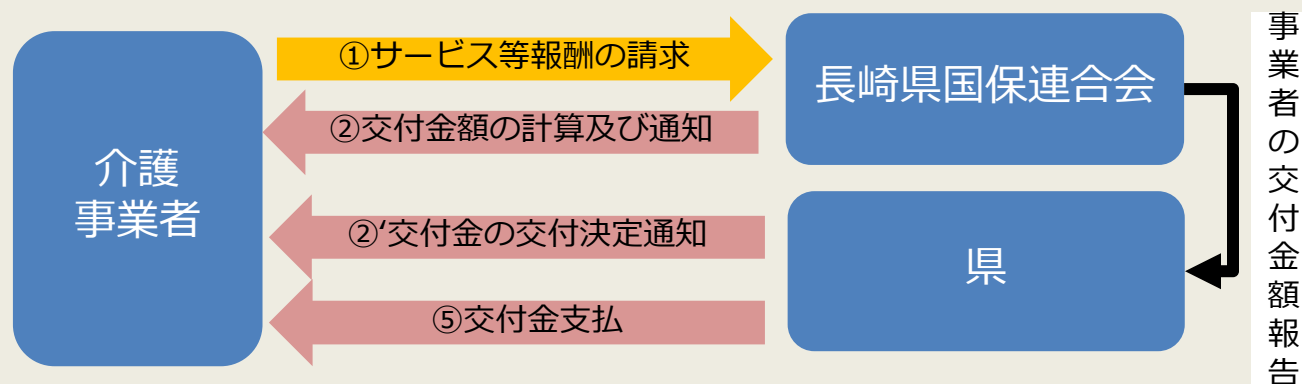 ①サービス等報酬の請求
長崎県国保連合会
②交付金額の計算及び通知
介護
事業者
②‘交付金の交付決定通知
県
⑤交付金支払
事業者の交付金額報告